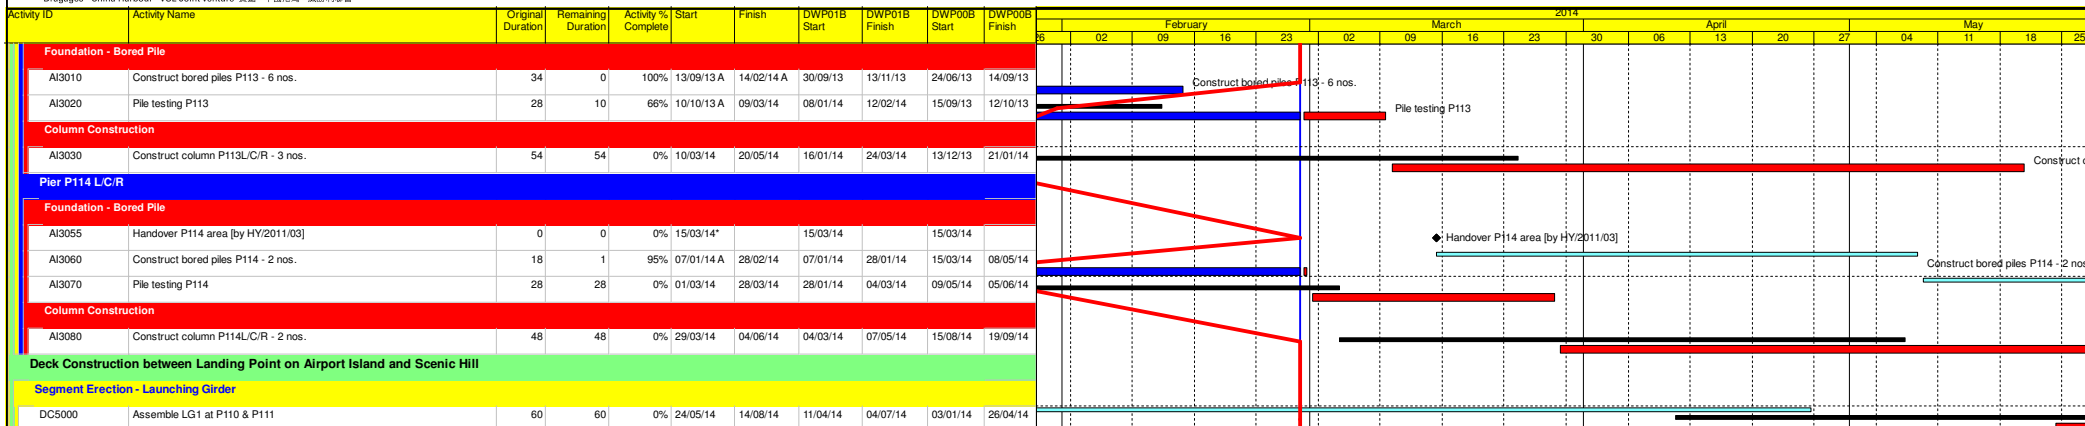 2014
Activity ID Activity Name Original Duration Remaining Duration Activity % Complete Start Finish DWP01B Start DWP01B Finish DWP00B Start DWP00B Finish
February March April May
26 02 09 16 23 02 09 16 23 30 06 13 20 27 04 11 18 25
Foundation - Bored Pile
AI3010 Construct bored piles P113 - 6 nos. 34 0 100% 13/09/13 A 14/02/14 A 30/09/13 13/11/13 24/06/13 14/09/13 Construct bored piles P113 - 6 nos.
AI3020 Pile testing P113 28 10 66% 10/10/13 A 09/03/14 08/01/14 12/02/14 15/09/13 12/10/13 Pile testing P113
Column Construction
AI3030 Construct column P113L/C/R - 3 nos. 54 54 0% 10/03/14 20/05/14 16/01/14 24/03/14 13/12/13 21/01/14 Construct
Pier P114 L/C/R
Foundation - Bored Pile
AI3055 Handover P114 area [by HY/2011/03] 0 0 0% 15/03/14* 15/03/14 15/03/14 Handover P114 area [by HY/2011/03]
AI3060 Construct bored piles P114 - 2 nos. 18 1 95% 07/01/14 A 28/02/14 07/01/14 28/01/14 15/03/14 08/05/14 Construct bored piles P114 - 2 nos
AI3070 Pile testing P114 28 28 0% 01/03/14 28/03/14 28/01/14 04/03/14 09/05/14 05/06/14
Column Construction
AI3080 Construct column P114L/C/R - 2 nos. 48 48 0% 29/03/14 04/06/14 04/03/14 07/05/14 15/08/14 19/09/14
Deck Construction between Landing Point on Airport Island and Scenic Hill
Segment Erection - Launching Girder
DC5000 Assemble LG1 at P110 & P111 60 60 0% 24/05/14 14/08/14 11/04/14 04/07/14 03/01/14 26/04/14